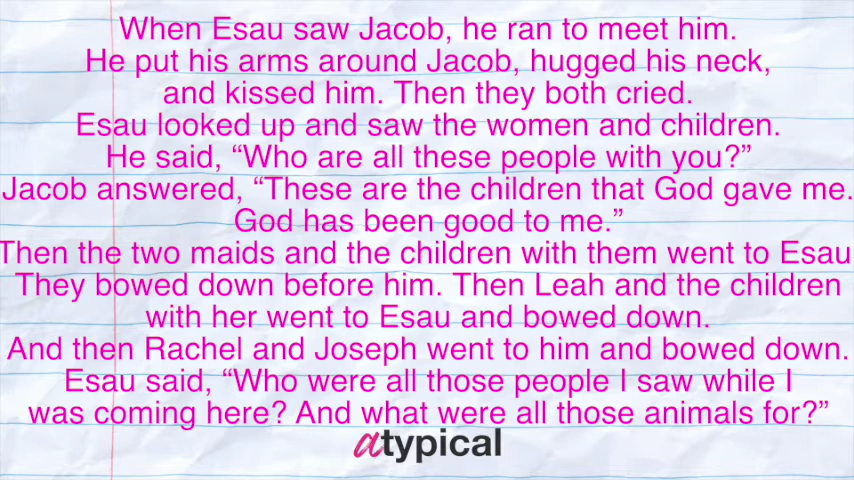 When Esau saw Jacob, he ran to meet him.
He put his arms around Jacob, hugged his neck,
and kissed him. Then they both cried.
Esau looked up and saw the women and children.
He said, “Who are all these people with you?”
Jacob answered, “These are the children that God gave me.
God has been good to me.”
Then the two maids and the children with them went to Esau
They bowed down before him. Then Leah and the children
with her went to Esau and bowed down.
And then Rachel and Joseph went to him and bowed down.
Esau said, “Who were all those people I saw while I
was coming here? And what were all those animals for?”
atypical